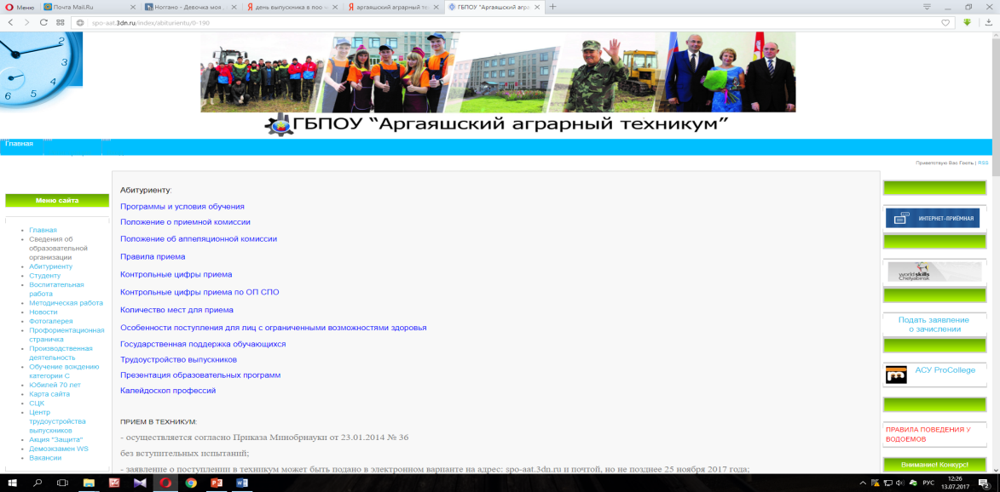 Меню
Почта Mail.Ru
Ноггано - Девочка моя
день выпускника в поо
аргаяшский аграрный те
ГБПОУ "Аргаяшский агра
spo-aat.3dn.ru/index/abiturientu/0-190
2
3
4
5
6
ГБПОУ “Аргаяшский аграрный техникум”
Главная
Приветствую Вас Гость | RSS
Меню сайта
Главная
Сведения об
образовательной
организации
Абитуриенту
Студенту
Воспитательная
работа
Методическая работа
Новости
Фотогалерея
Профориентационная
страничка
Производственная
деятельность
Обучение вождению
категории С
Юбилей 70 лет
Карта сайта
СЦК
Центр
трудоустройства
выпускников
Акция "Защита"
Демоэкзамен WS
Вакансии
Абитуриенту:
Программы и условия обучения
Положение о приемной комиссии
Положение об аппеляционной комиссии
Правила приема
Контрольные цифры приема
Контрольные цифры приема по ОП СПО
Количество мест для приема
Особенности поступления для лиц с ограниченными возможностями здоровья
Государственная поддержка обучающихся
Трудоустройство выпускников
Презентация образовательных программ
Калейдоскоп профессий
ПРИЕМ В ТЕХНИКУМ:
- осуществляется согласно Приказа Минобрнауки от 23.01.2014 № 36
без вступительных испытаний;
- заявление о поступлении в техникум может быть подано в электронном варианте на адрес: spo-aat.3dn.ru и почтой, но не позднее 25 ноября 2017 года;
ИНТЕРНЕТ-ПРИЁМНАЯ
worldskills
Chelyabinsk
Подать заявление
о зачислении
АСУ ProCollege
ПРАВИЛА ПОВЕДЕНИЯ У
ВОДОЕМОВ
Внимание! Конкурс!
РУС
12:26
13.07.2017